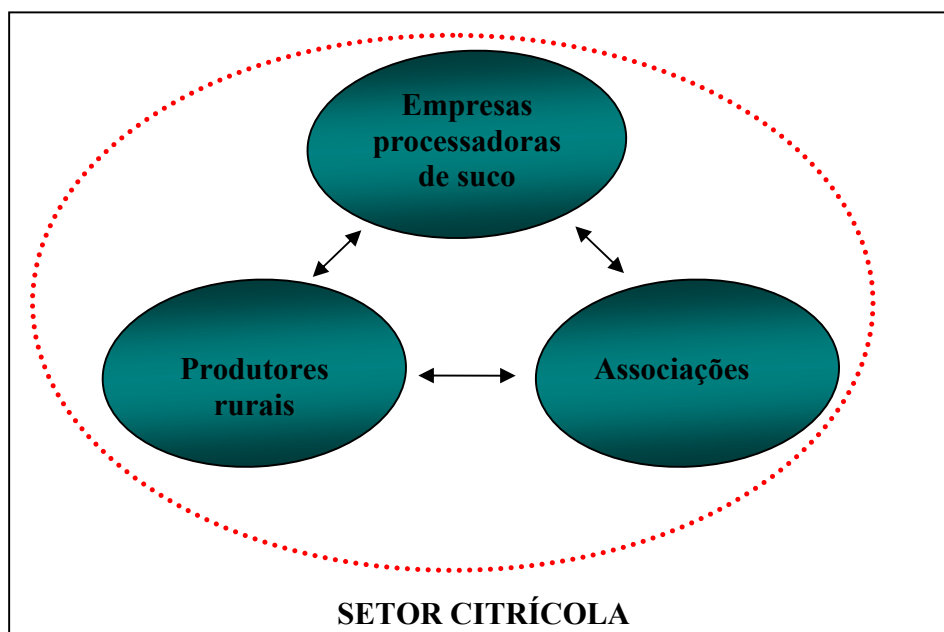 Empresas
processadoras
de suco
Produtores
rurais
Associações
SETOR CITRÍCOLA